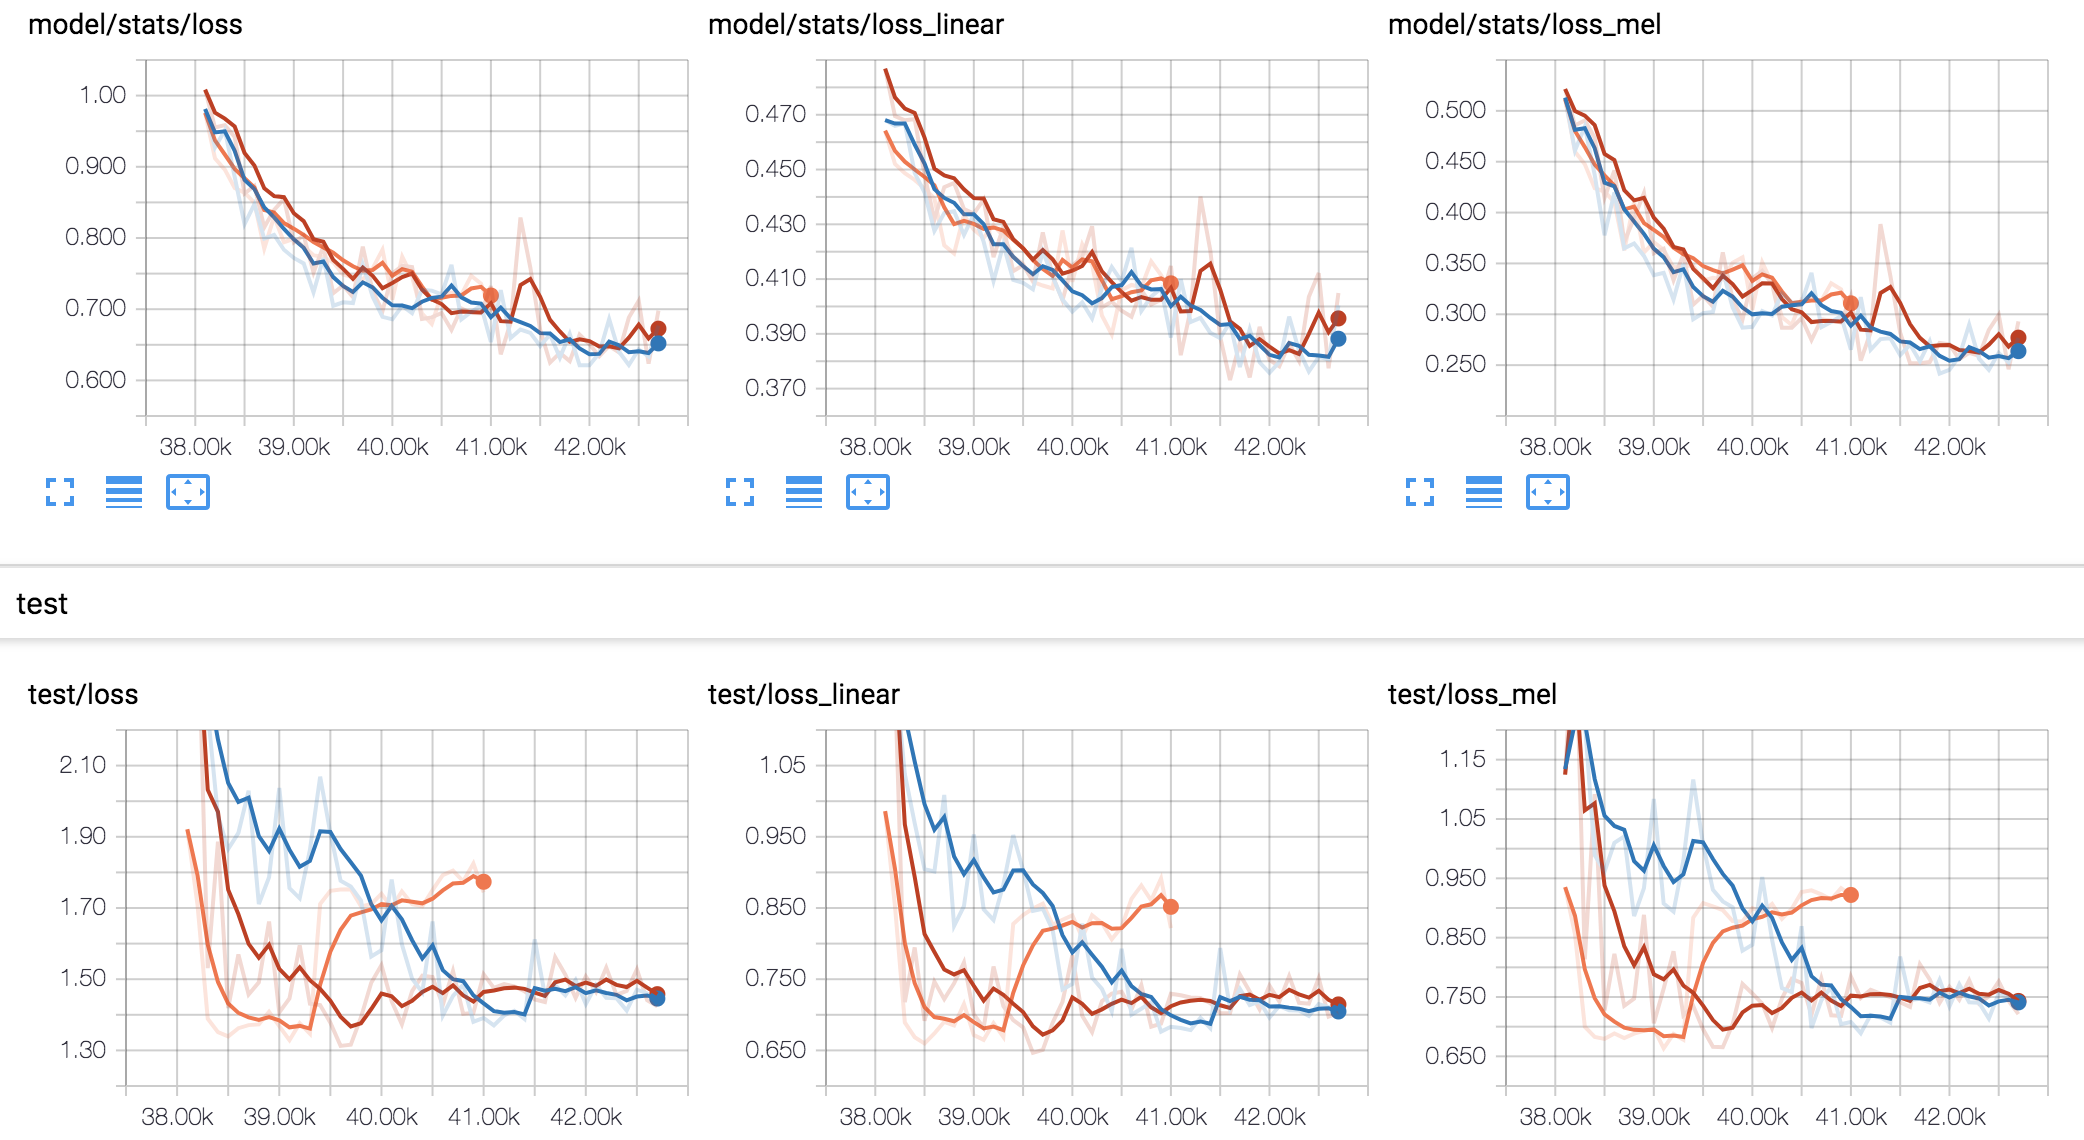 model/stats/loss
model/stats/loss_linear
model/stats/loss_mel
1.00
0.900
0.800
0.700
0.600
38.00k 39.00k 40.00k 41.00k 42.00k
0.470
0.450
0.430
0.410
0.390
0.370
38.00k 39.00k 40.00k 41.00k 42.00k
0.500
0.450
0.400
0.350
0.300
0.250
38.00k 39.00k 40.00k 41.00k 42.00k
test
test/loss
test/loss_linear
test/loss_mel
2.10
1.90
1.70
1.50
1.30
38.00k 39.00k 40.00k 41.00k 42.00k
1.05
0.950
0.850
0.750
0.650
38.00k 39.00k 40.00k 41.00k 42.00k
1.15
1.05
0.950
0.850
0.750
0.650
38.00k 39.00k 40.00k 41.00k 42.00k